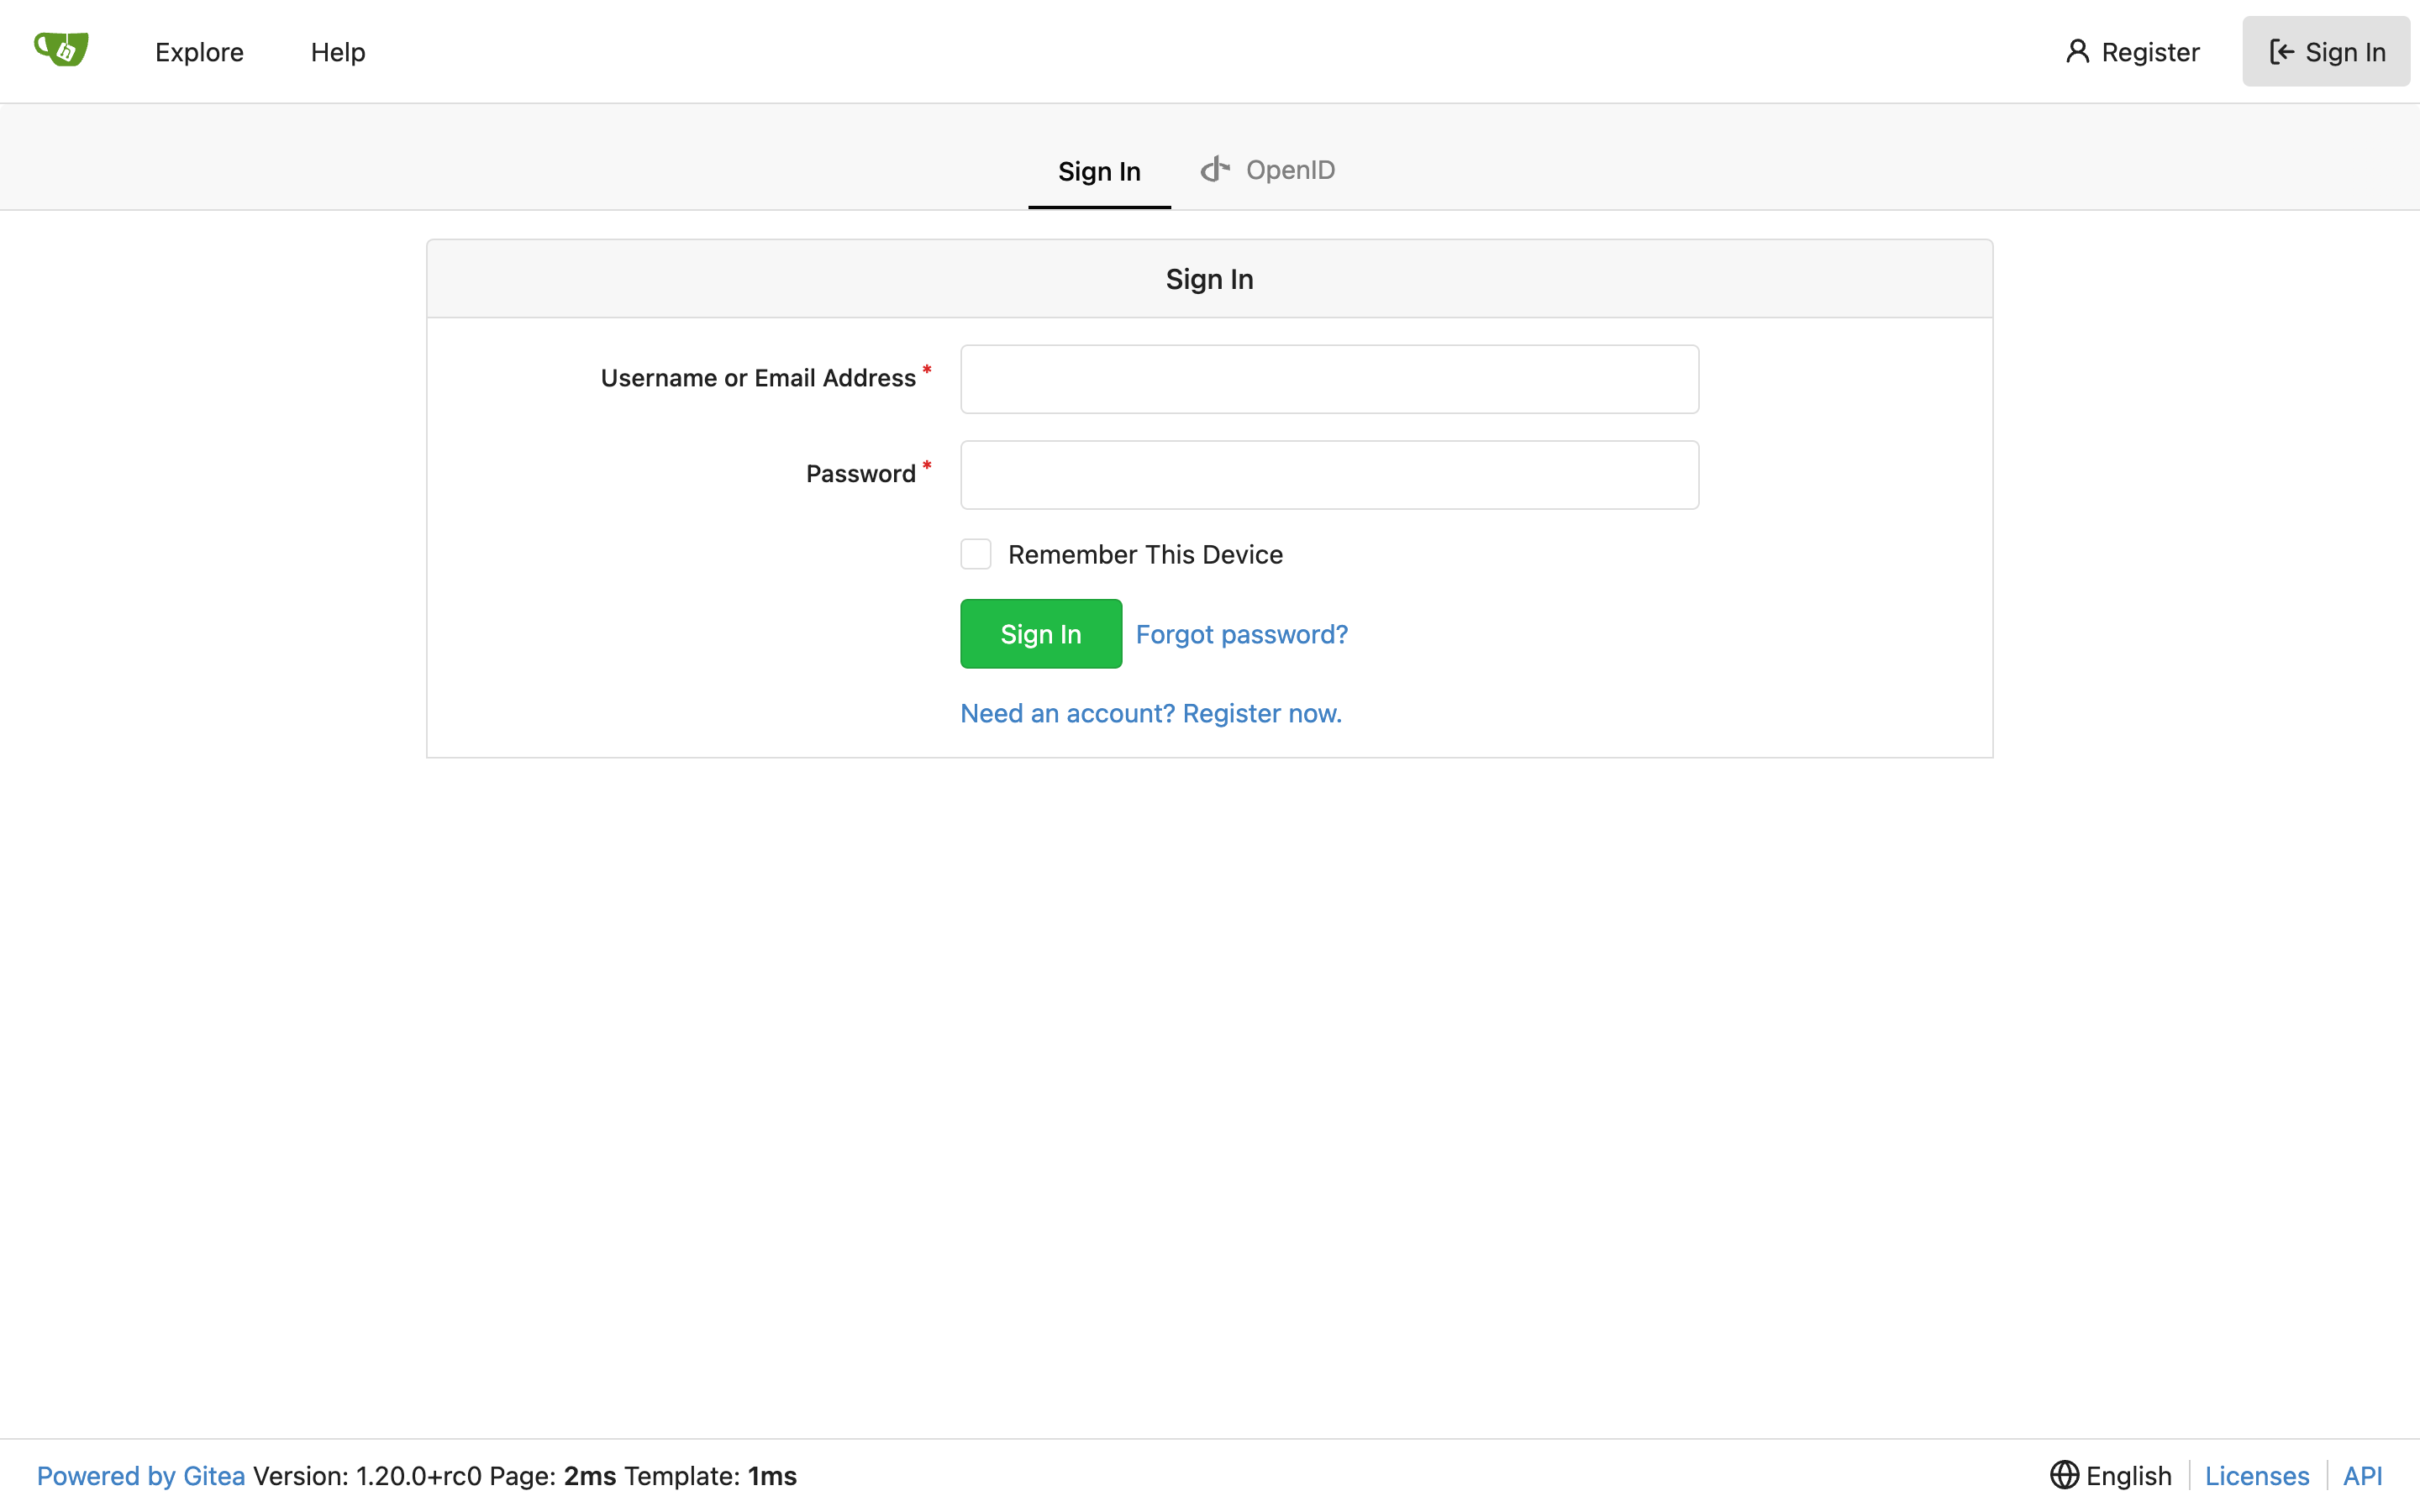 Explore Help Register Sign In
Sign In OpenID
Sign In
Username or Email Address *
Password *
Remember This Device
Sign In Forgot password?
Need an account? Register now.
Powered by Gitea Version: 1.20.0+rc0 Page: 2ms Template: 1ms English Licenses API